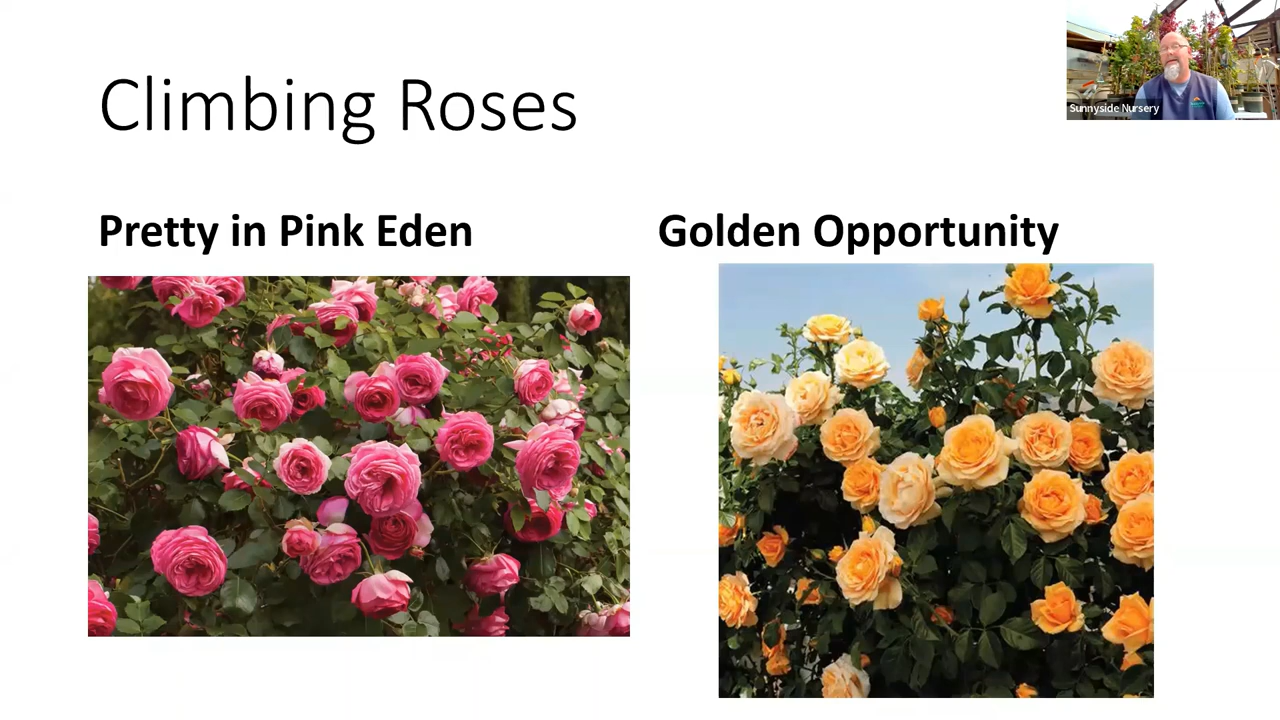 Climbing Roses
Sunnyside Nursery
Pretty in Pink Eden
Golden Opportunity